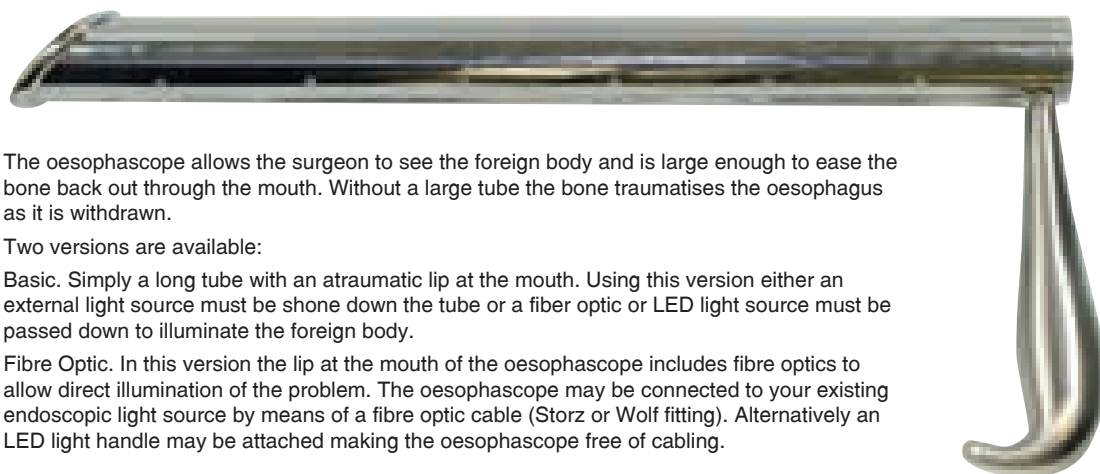 The oesophascope allows the surgeon to see the foreign body and is large enough to ease the
bone back out through the mouth. Without a large tube the bone traumatises the oesophagus
as it is withdrawn.
Two versions are available:
Basic. Simply a long tube with an atraumatic lip at the mouth. Using this version either an
external light source must be shone down the tube or a fiber optic or LED light source must be
passed down to illuminate the foreign body.
Fibre Optic. In this version the lip at the mouth of the oesophascope includes fibre optics to
allow direct illumination of the problem. The oesophascope may be connected to your existing
endoscopic light source by means of a fibre optic cable (Storz or Wolf fitting). Alternatively an
LED light handle may be attached making the oesophascope free of cabling.